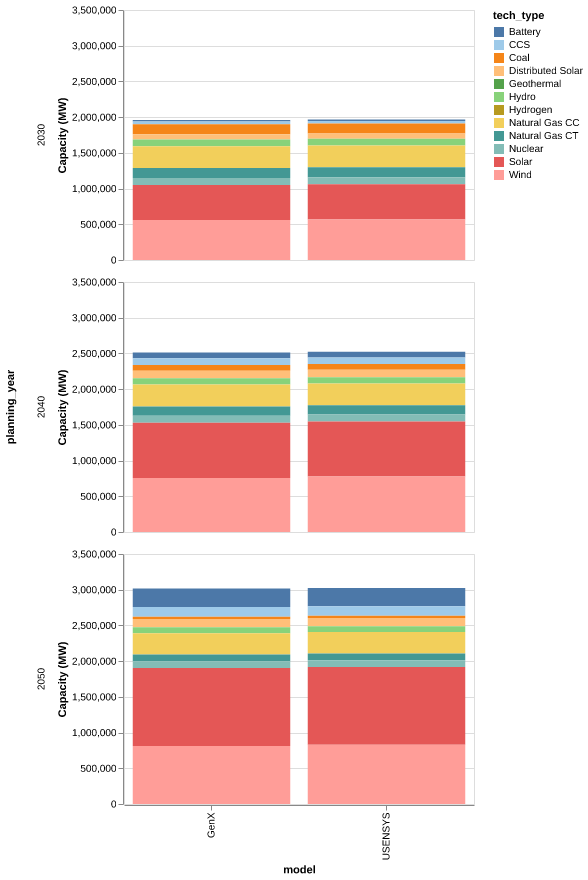 tech_type
Battery
CCS
Coal
Distributed Solar
Geothermal
Hydro
Hydrogen
Natural Gas CC
Natural Gas CT
Nuclear
Solar
Wind
planning_year
2030
Capacity (MW)
3,500,000
3,000,000
2,500,000
2,000,000
1,500,000
1,000,000
500,000
0
2040
Capacity (MW)
3,500,000
3,000,000
2,500,000
2,000,000
1,500,000
1,000,000
500,000
0
2050
Capacity (MW)
3,500,000
3,000,000
2,500,000
2,000,000
1,500,000
1,000,000
500,000
0
GenX
USENSYS
model